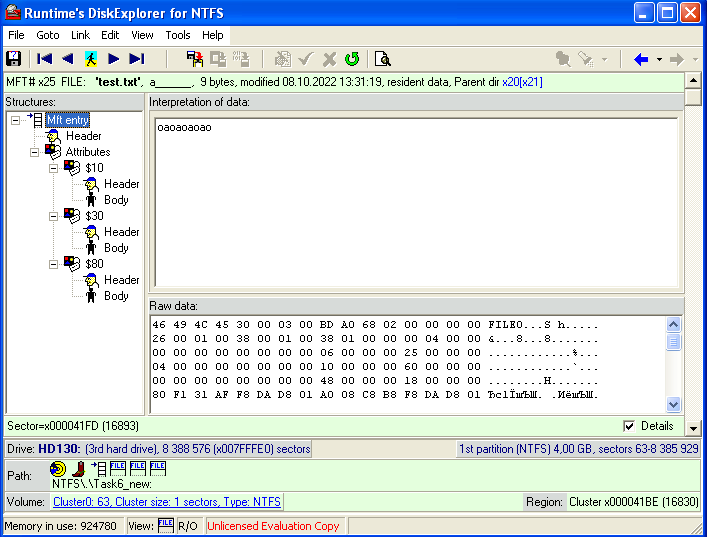 Runtime's DiskExplorer for NTFS
File Goto Link Edit View Tools Help
MFT# x25 FILE: 'test.txt', a______, 9 bytes, modified 08.10.2022 13:31:19, resident data, Parent dir x20[x21]
Structures:
Mft entry
Header
Attributes
$10
Header
Body
$30
Header
Body
$80
Header
Body
Interpretation of data:
oaoaoaoao
Raw data:
46 49 4C 45 30 00 03 00 BD A0 68 02 00 00 00 00 FILE0...S h.....
26 00 01 00 38 00 01 00 38 01 00 00 00 04 00 00 &...8...8.......
00 00 00 00 00 00 00 00 06 00 00 00 25 00 00 00 ............%...
04 00 00 00 00 00 00 00 10 00 00 00 60 00 00 00 ............`...
00 00 00 00 00 00 00 00 48 00 00 00 18 00 00 00 ........H.......
80 F1 31 AF F8 DA D8 01 A0 08 C8 B8 F8 DA D8 01 Ђс1ЇшЪШ. .ИёшЪШ.
Sector=x000041FD (16893)
Details
Drive: HD130: (3rd hard drive), 8 388 576 (x007FFFE0) sectors
1st partition (NTFS) 4,00 GB, sectors 63-8 385 929
Path:
FILE FILE FILE
NTFS\.\Task6_new:
Volume: Cluster0: 63, Cluster size: 1 sectors, Type: NTFS
Region: Cluster x000041BE (16830)
Memory in use: 924780 View: FILE R/O Unlicensed Evaluation Copy